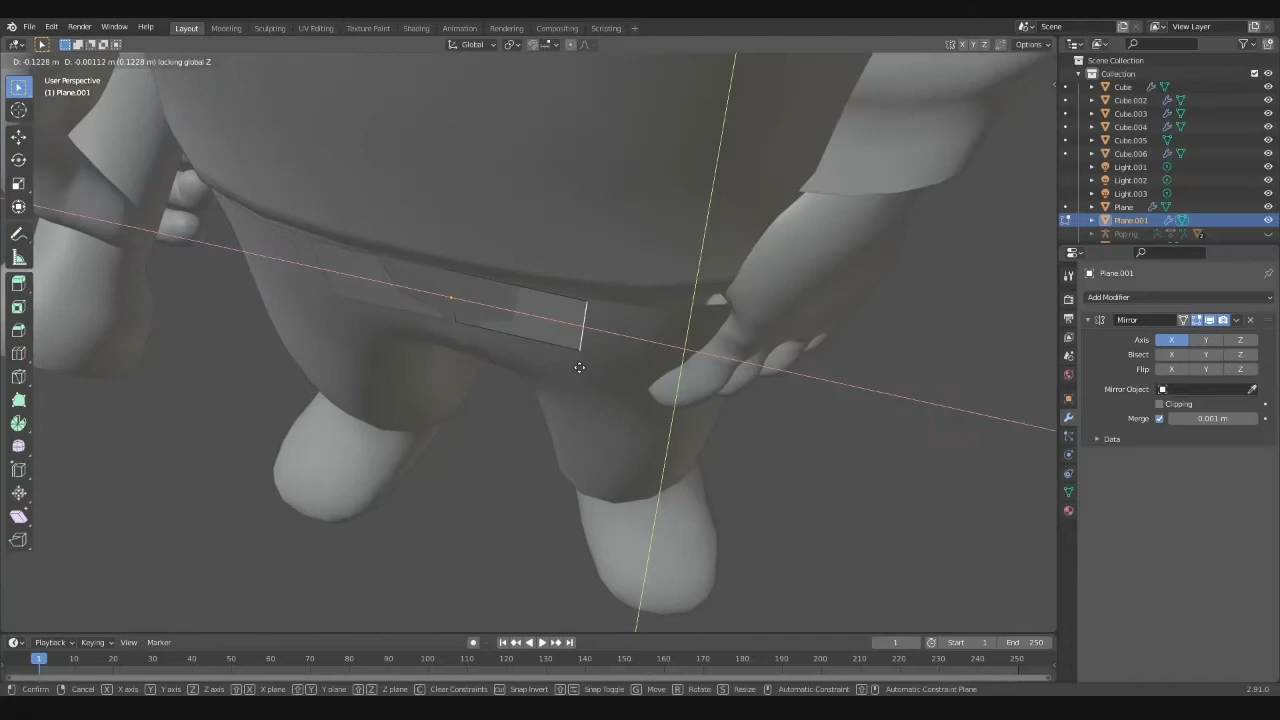 File Edit Render Window Help Layout Modeling Sculpting UV Editing Texture Paint Shading Animation Rendering Compositing Scripting + Scene View Layer
Global X Y Z Options
D: -0.1228 m D: -0.00112 m (0.1228 m) locking global Z
User Perspective
(1) Plane.001
Scene Collection
Collection
Cube
Cube.002
Cube.003
Cube.004
Cube.005
Cube.006
Light.001
Light.002
Light.003
Plane
Plane.001
Pop rig 2
Plane.001
Add Modifier
Mirror
Axis X Y Z
Bisect X Y Z
Flip X Y Z
Mirror Object
Clipping
Merge 0.001 m
Data
Playback Keying View Marker 1 Start 1 End 250
1 10 20 30 40 50 60 70 80 90 100 110 120 130 140 150 160 170 180 190 200 210 220 230 240 250
Confirm Cancel X X axis Y Y axis Z Z axis X X plane Y Y plane Z Z plane C Clear Constraints Snap Invert Snap Toggle G Move R Rotate S Resize Automatic Constraint Automatic Constraint Plane 2.91.0